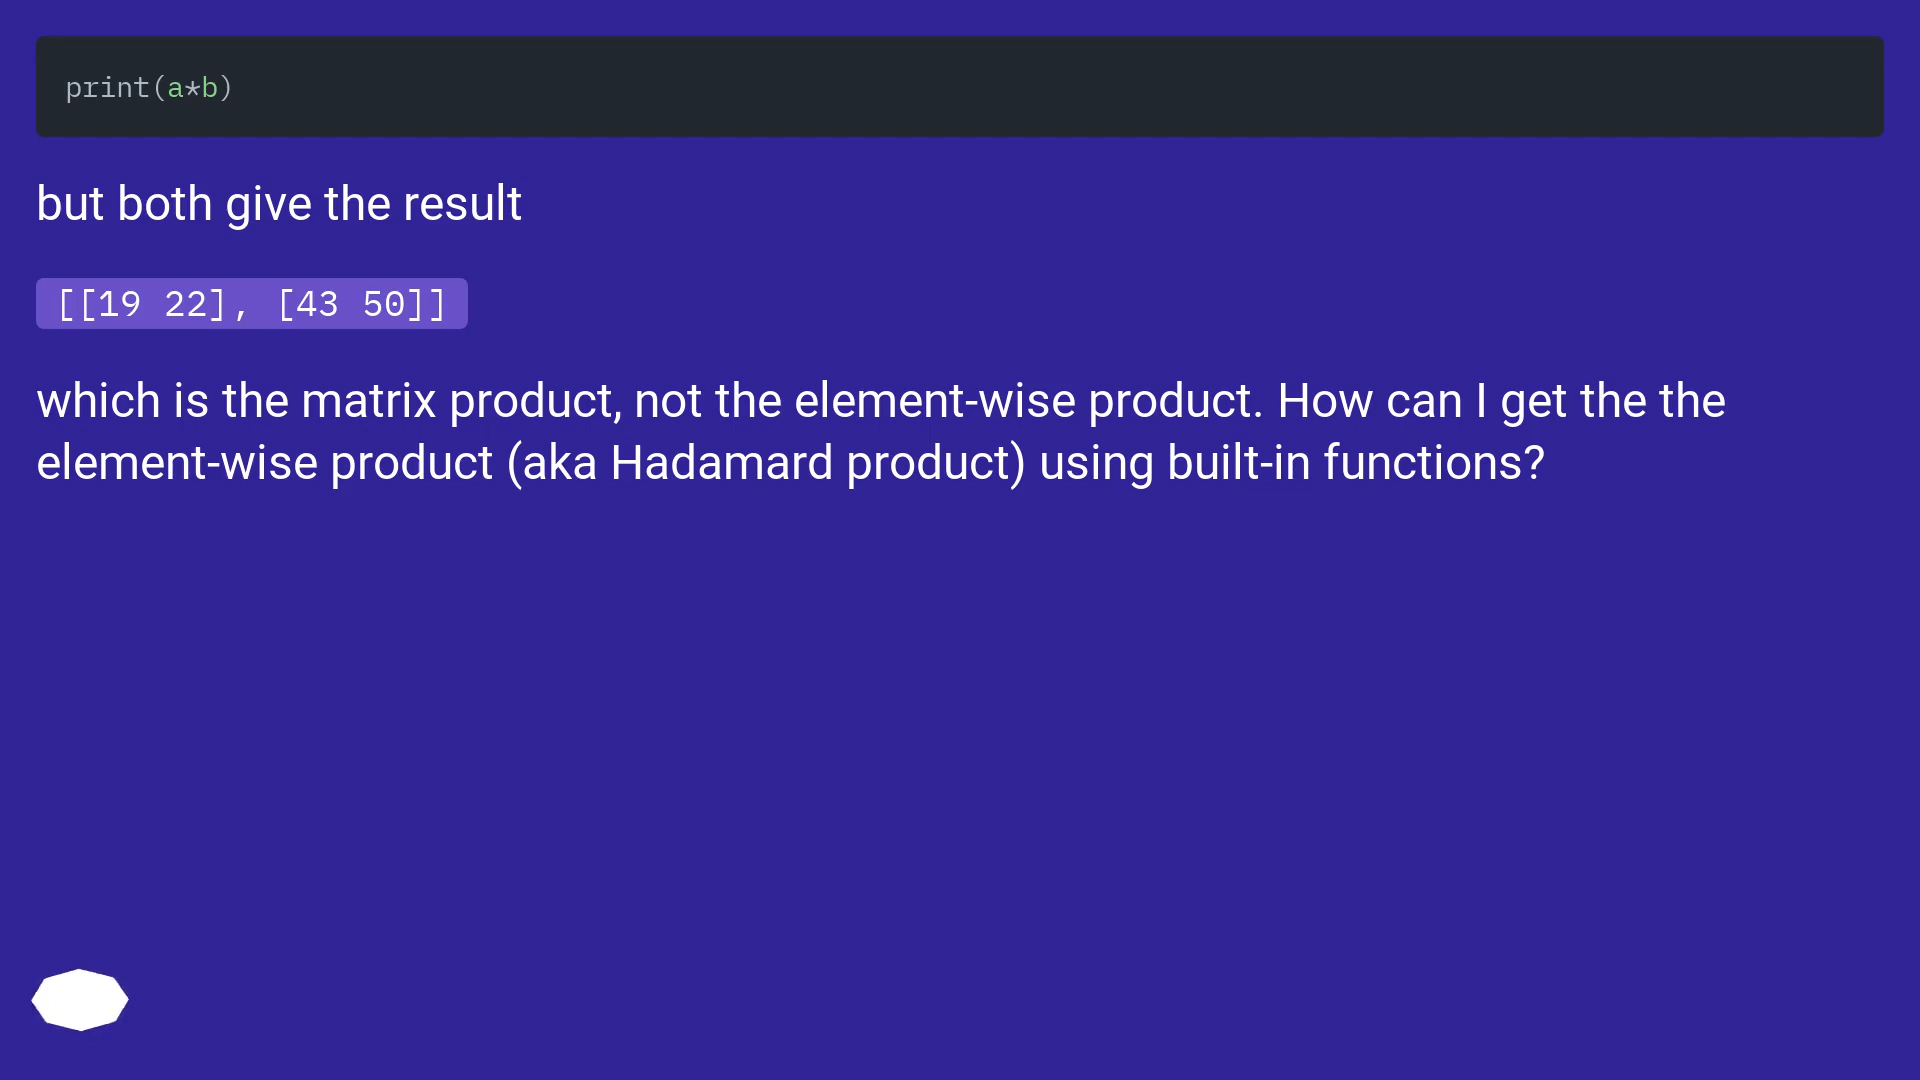 print(a*b)
but both give the result
[[19 22], [43 50]]
which is the matrix product, not the element-wise product. How can I get the the
element-wise product (aka Hadamard product) using built-in functions?